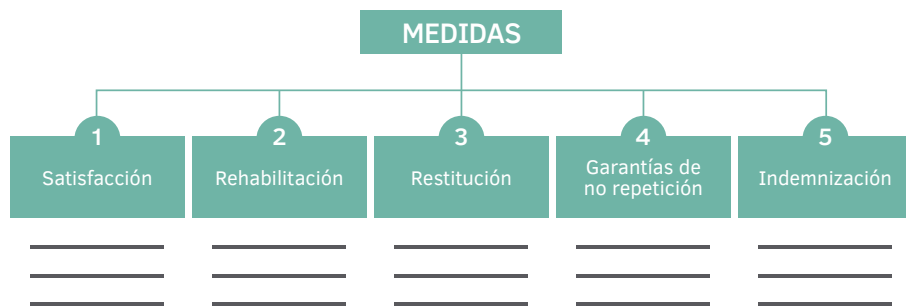 MEDIDAS
1
Satisfacción
2
Rehabilitación
3
Restitución
4
Garantías de
no repetición
5
Indemnización